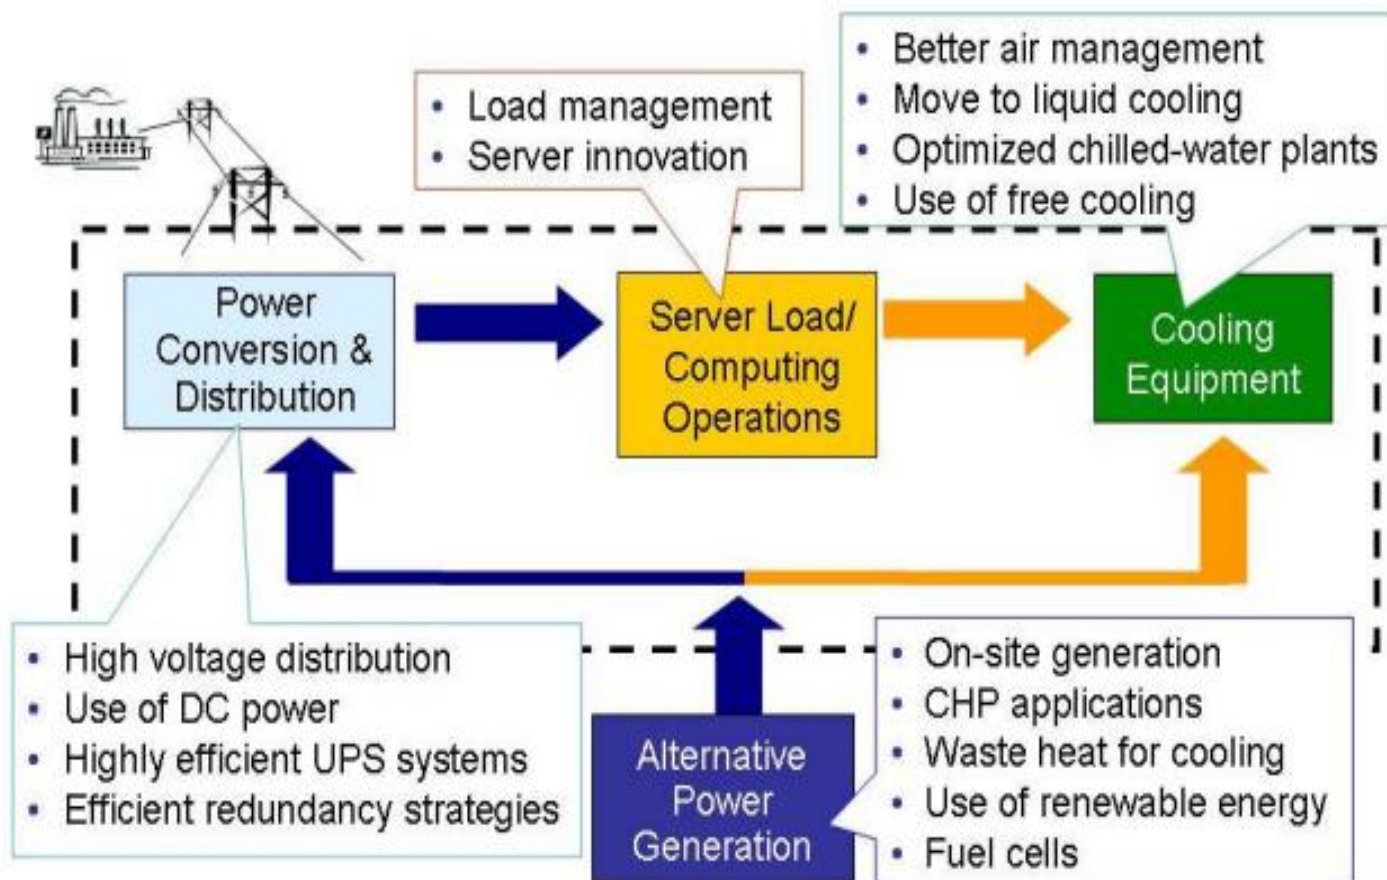 • Load management
• Server innovation
• Better air management
• Move to liquid cooling
• Optimized chilled-water plants
• Use of free cooling
Power
Conversion &
Distribution
Server Load/
Computing
Operations
Cooling
Equipment
• High voltage distribution
• Use of DC power
• Highly efficient UPS systems
• Efficient redundancy strategies
Alternative
Power
Generation
• On-site generation
• CHP applications
• Waste heat for cooling
• Use of renewable energy
• Fuel cells